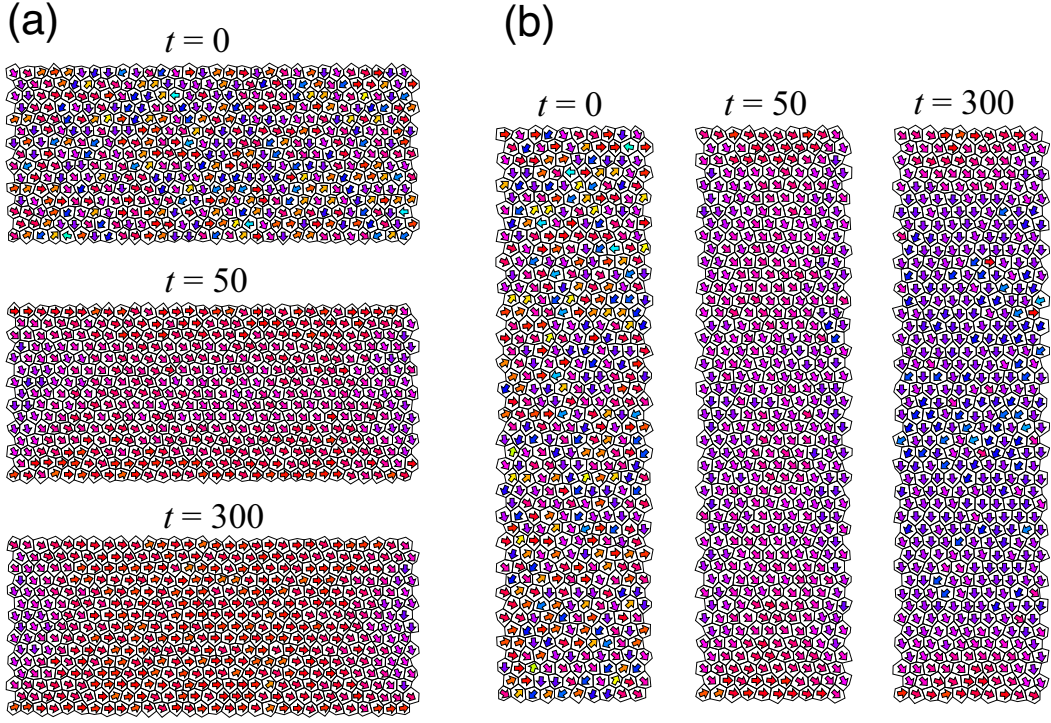 (a)
t = 0
t = 50
t = 300
(b)
t = 0
t = 50
t = 300